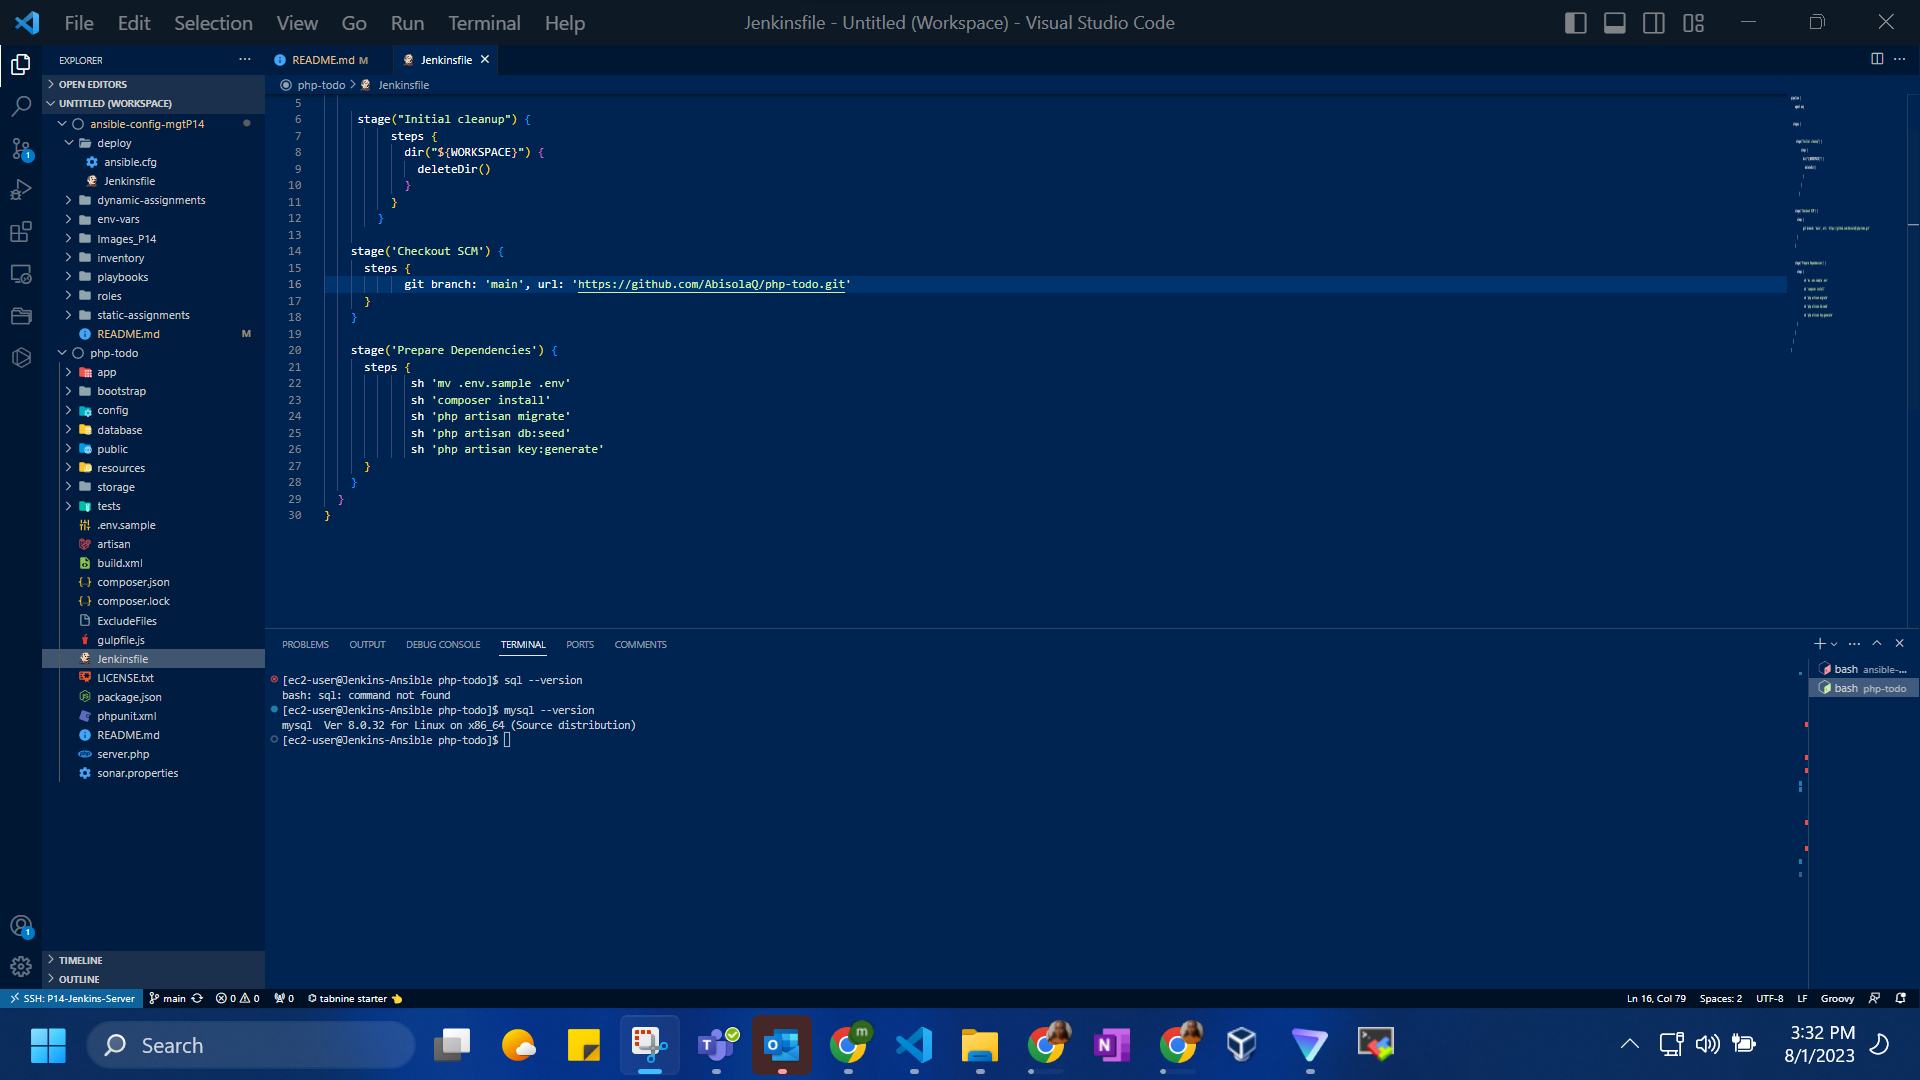 File Edit Selection View Go Run Terminal Help
Jenkinsfile - Untitled (Workspace) - Visual Studio Code
EXPLORER
OPEN EDITORS
UNTITLED (WORKSPACE)
ansible-config-mgtP14
deploy
ansible.cfg
Jenkinsfile
dynamic-assignments
env-vars
Images_P14
inventory
playbooks
roles
static-assignments
README.md M
php-todo
app
bootstrap
config
database
public
resources
storage
tests
.env.sample
artisan
build.xml
composer.json
composer.lock
ExcludeFiles
gulpfile.js
Jenkinsfile
LICENSE.txt
package.json
phpunit.xml
README.md
server.php
sonar.properties
TIMELINE
OUTLINE
README.md M Jenkinsfile
php-todo > Jenkinsfile
5
6 stage("Initial cleanup") {
7 steps {
8 dir("${WORKSPACE}") {
9 deleteDir()
10 }
11 }
12 }
13
14 stage('Checkout SCM') {
15 steps {
16 git branch: 'main', url: 'https://github.com/AbisolaQ/php-todo.git'
17 }
18 }
19
20 stage('Prepare Dependencies') {
21 steps {
22 sh 'mv .env.sample .env'
23 sh 'composer install'
24 sh 'php artisan migrate'
25 sh 'php artisan db:seed'
26 sh 'php artisan key:generate'
27 }
28 }
29 }
30 }
PROBLEMS OUTPUT DEBUG CONSOLE TERMINAL PORTS COMMENTS
[ec2-user@Jenkins-Ansible php-todo]$ sql --version
bash: sql: command not found
[ec2-user@Jenkins-Ansible php-todo]$ mysql --version
mysql  Ver 8.0.32 for Linux on x86_64 (Source distribution)
[ec2-user@Jenkins-Ansible php-todo]$
bash ansible-...
bash php-todo
1
1
SSH: P14-Jenkins-Server main 0 0 0 tabnine starter
Ln 16, Col 79 Spaces: 2 UTF-8 LF Groovy
Search
m
3:32 PM
8/1/2023